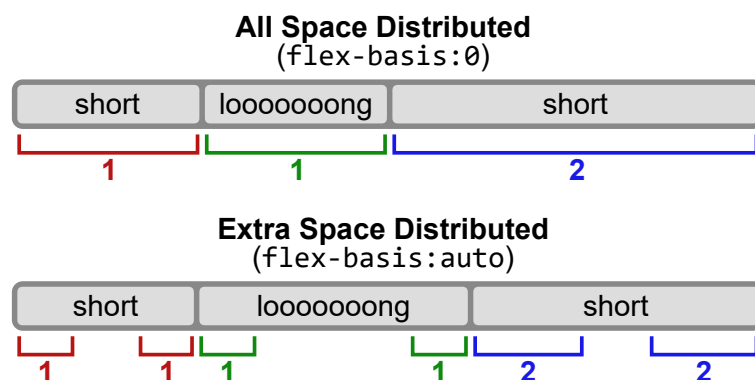 All Space Distributed
(flex-basis:0)
short looooooong short
1 1 2
Extra Space Distributed
(flex-basis:auto)
short looooooong short
1 1 1 1 2 2